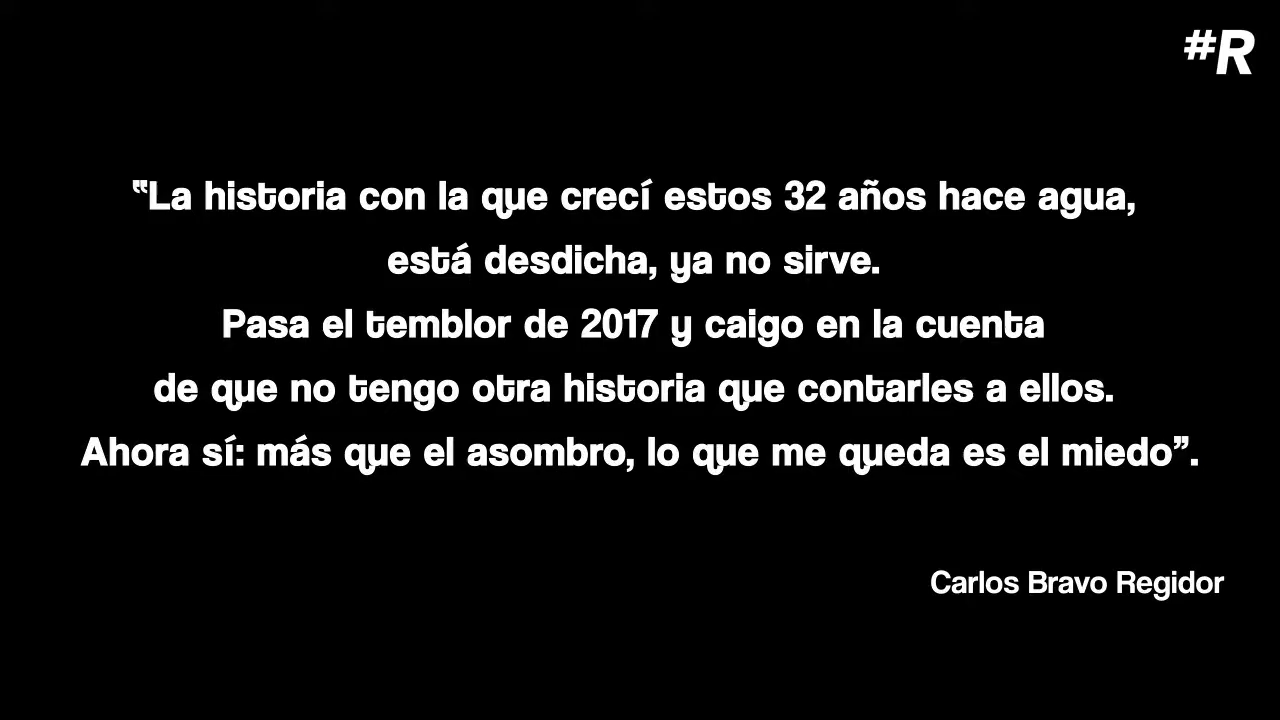 #R
“La historia con la que crecí estos 32 años hace agua,
está desdicha, ya no sirve.
Pasa el temblor de 2017 y caigo en la cuenta
de que no tengo otra historia que contarles a ellos.
Ahora sí: más que el asombro, lo que me queda es el miedo”.
Carlos Bravo Regidor